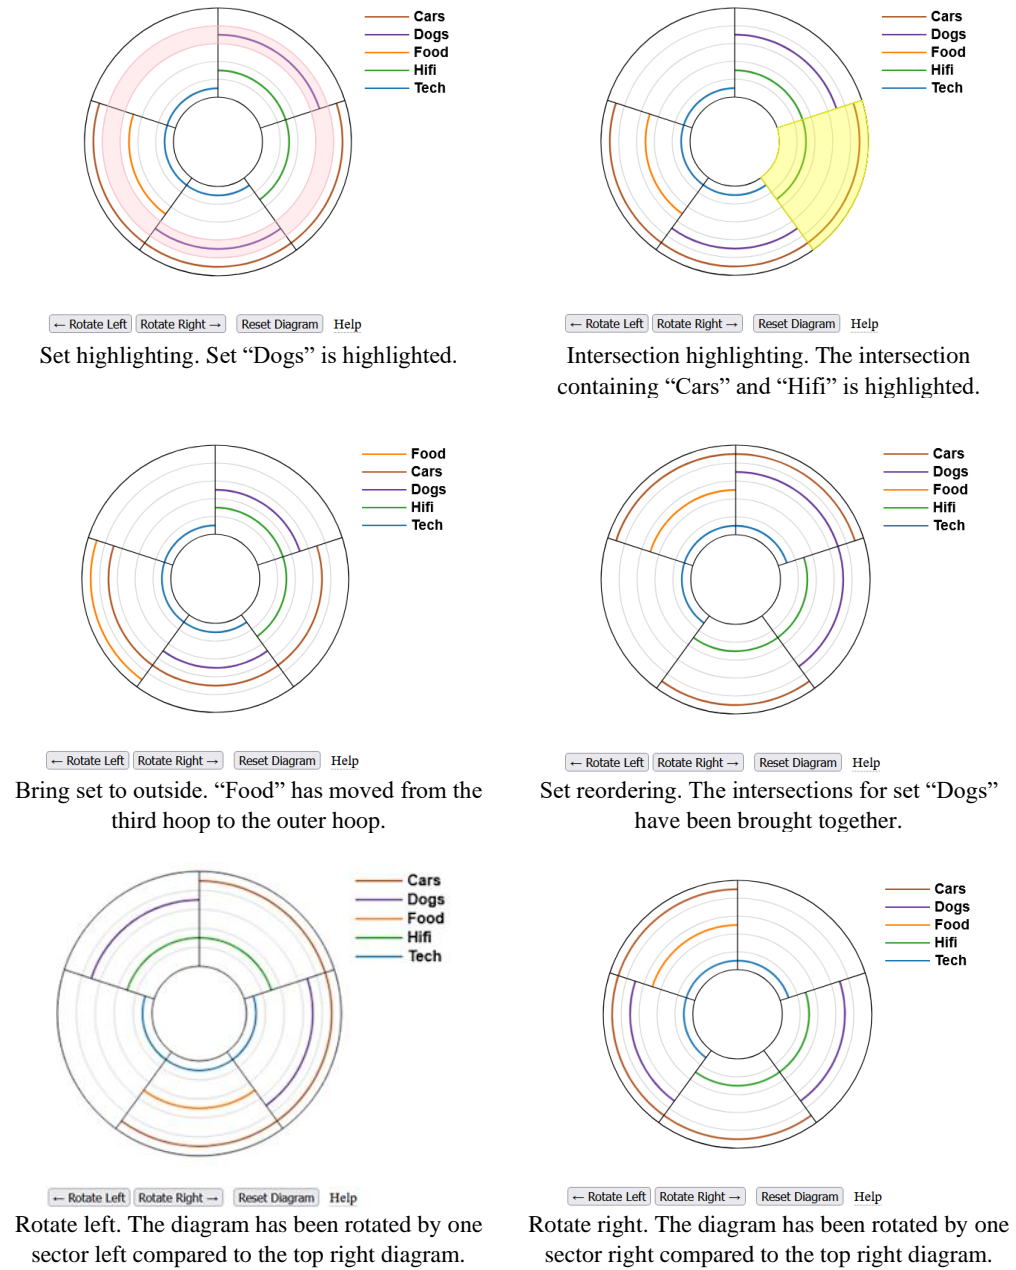 Cars
Dogs
Food
Hifi
Tech
← Rotate Left Rotate Right → Reset Diagram Help
Set highlighting. Set “Dogs” is highlighted.
Cars
Dogs
Food
Hifi
Tech
← Rotate Left Rotate Right → Reset Diagram Help
Intersection highlighting. The intersection
containing “Cars” and “Hifi” is highlighted.
Food
Cars
Dogs
Hifi
Tech
← Rotate Left Rotate Right → Reset Diagram Help
Bring set to outside. “Food” has moved from the
third hoop to the outer hoop.
Cars
Dogs
Food
Hifi
Tech
← Rotate Left Rotate Right → Reset Diagram Help
Set reordering. The intersections for set “Dogs”
have been brought together.
Cars
Dogs
Food
Hifi
Tech
← Rotate Left Rotate Right → Reset Diagram Help
Rotate left. The diagram has been rotated by one
sector left compared to the top right diagram.
Cars
Dogs
Food
Hifi
Tech
← Rotate Left Rotate Right → Reset Diagram Help
Rotate right. The diagram has been rotated by one
sector right compared to the top right diagram.